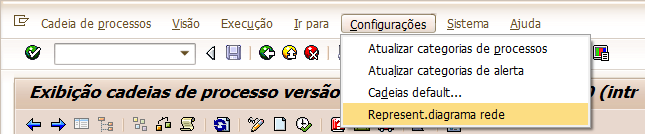 Cadeia de processos Visão Execução Ir para Configurações Sistema Ajuda
Atualizar categorias de processos
Atualizar categorias de alerta
Cadeias default...
Represent.diagrama rede
Exibição cadeias de processo versão 0 (intr